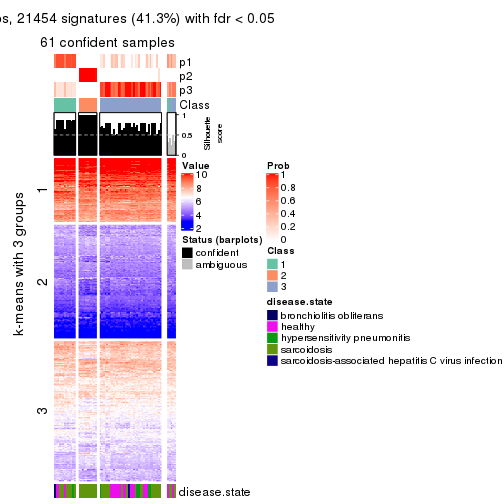 os, 21454 signatures (41.3%) with fdr < 0.05
61 confident samples
p1
p2
p3
Class
1
0.5
0
Silhouette
score
k-means with 3 groups
1
2
3
Value
10
8
6
4
2
Status (barplots)
confident
ambiguous
Prob
1
0.8
0.6
0.4
0.2
0
Class
1
2
3
disease.state
bronchiolitis obliterans
healthy
hypersensitivity pneumonitis
sarcoidosis
sarcoidosis-associated hepatitis C virus infection
disease.state